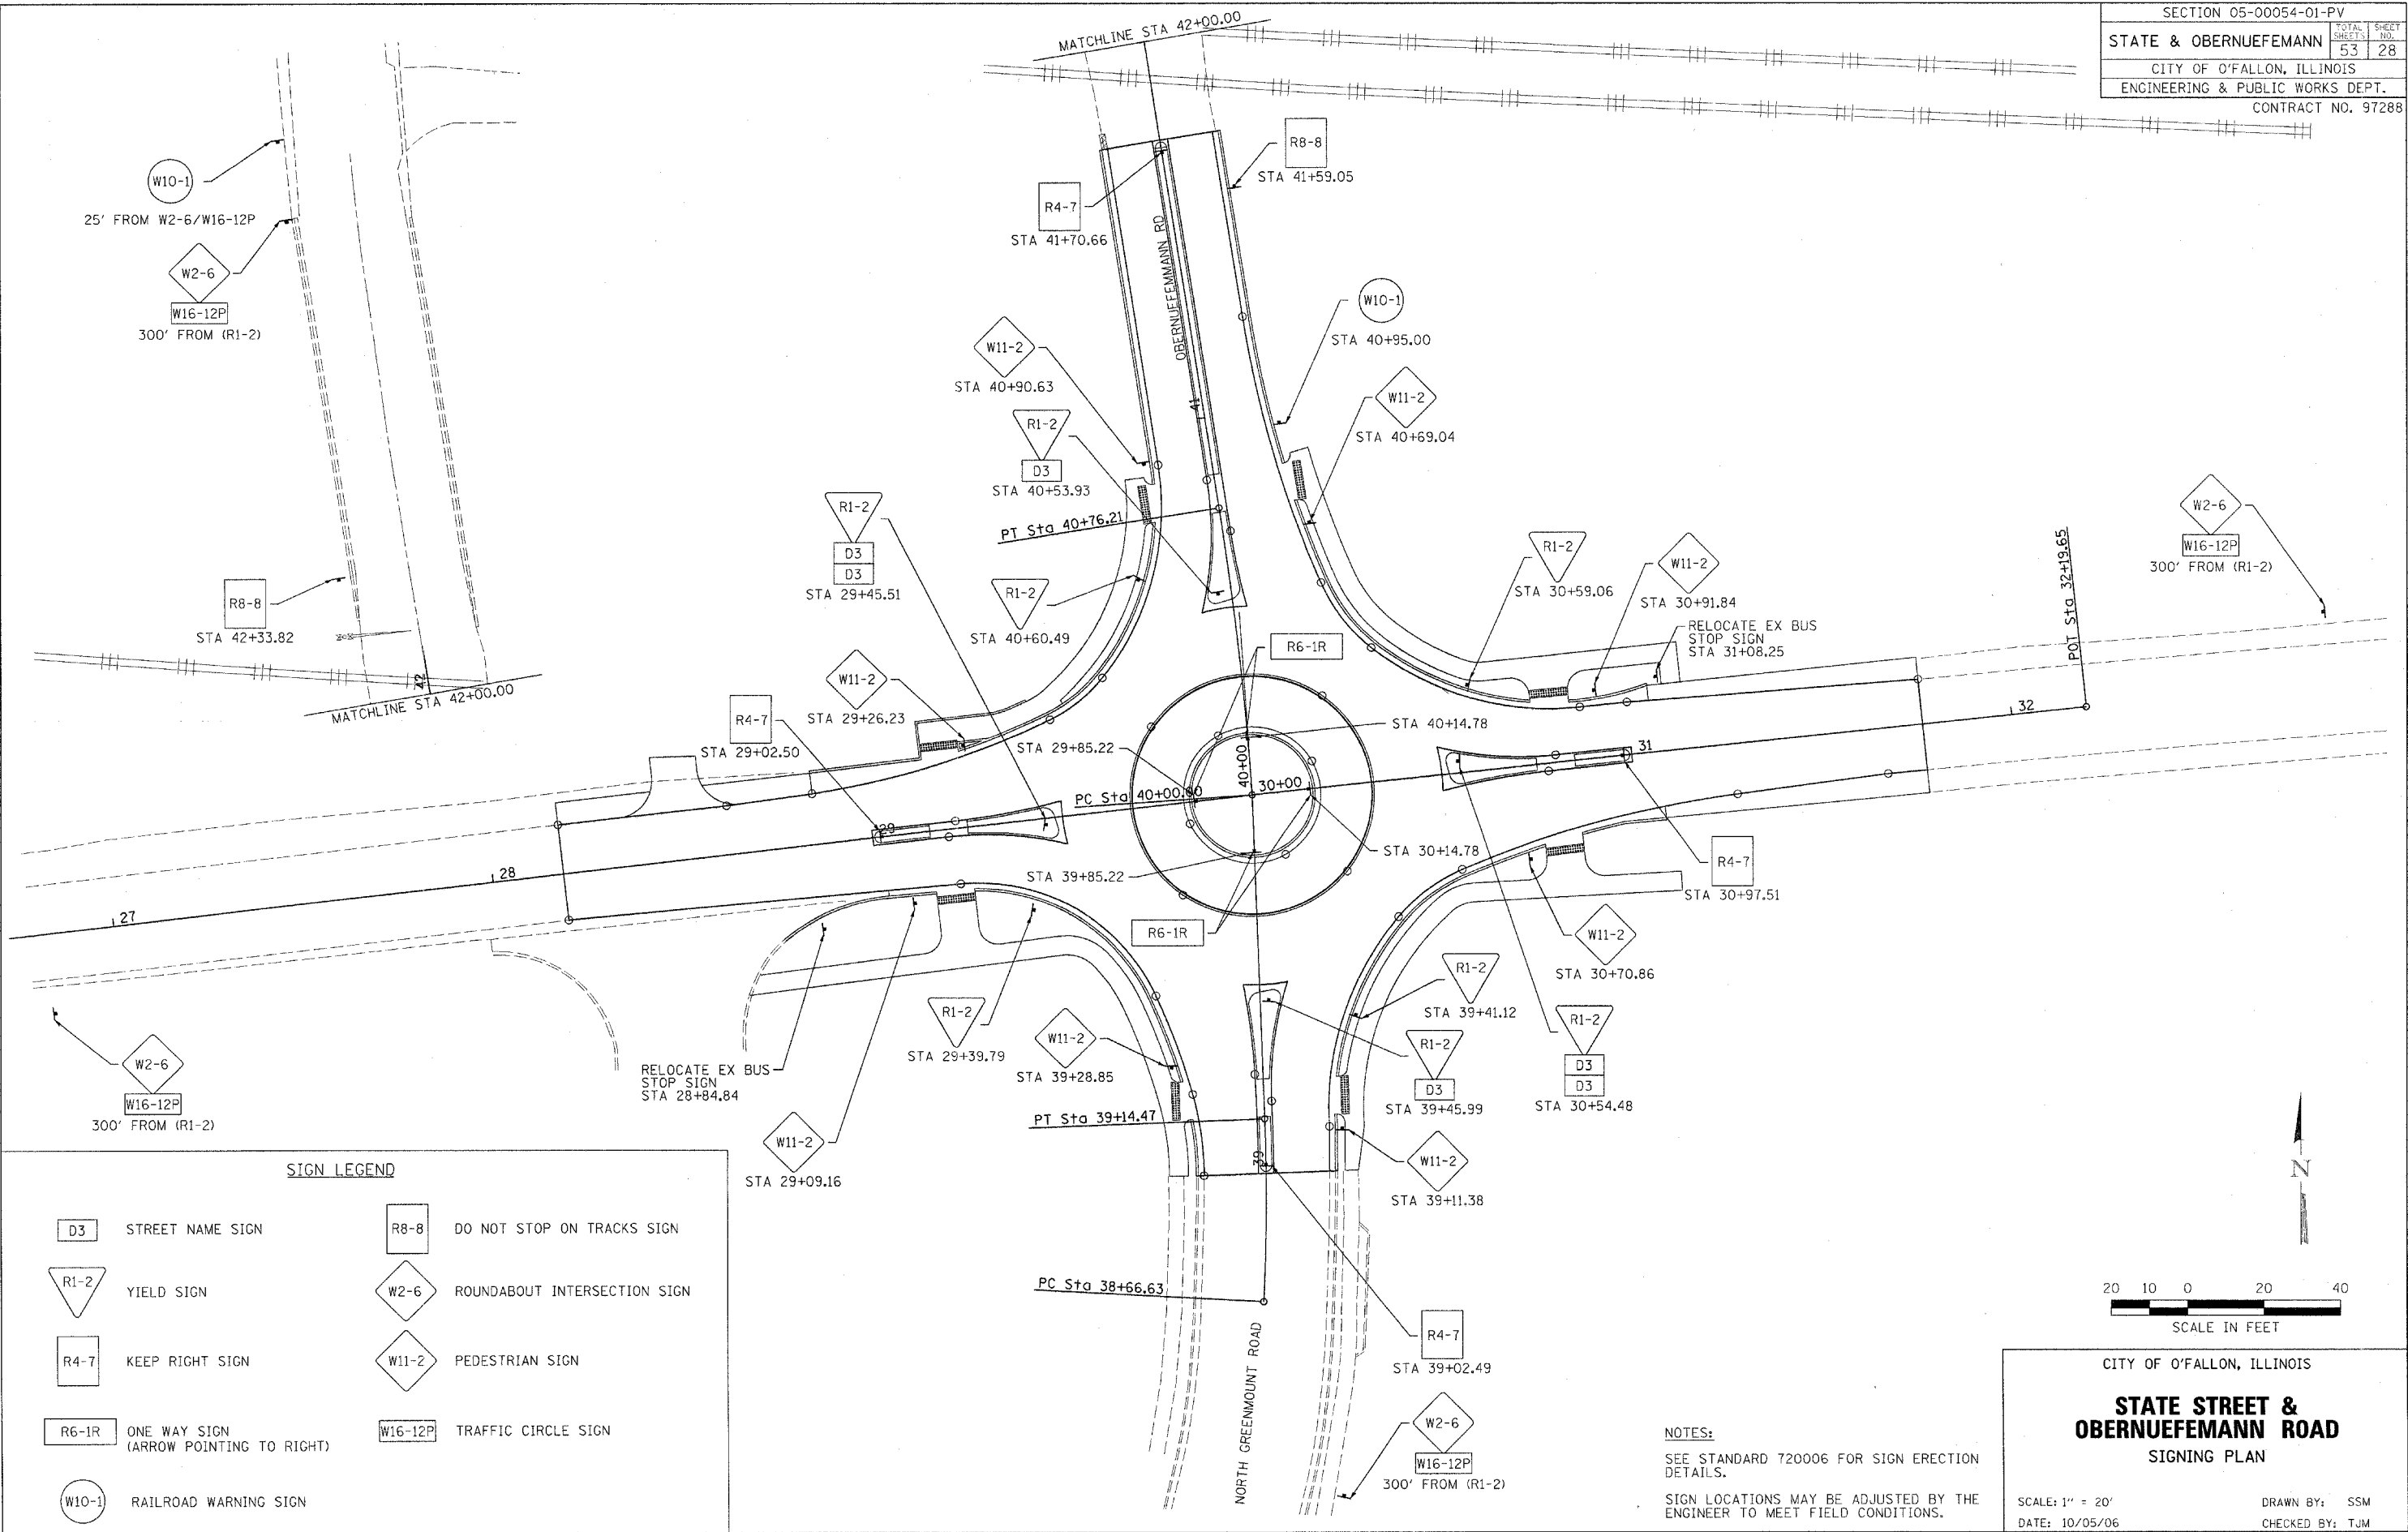 SECTION 05-00054-01-PV
STATE & OBERNUEFEMANN
TOTAL SHEETS
53
SHEET NO.
28
CITY OF O'FALLON, ILLINOIS
ENGINEERING & PUBLIC WORKS DEPT.
CONTRACT NO. 97288
MATCHLINE STA 42+00.00
W10-1
25' FROM W2-6/W16-12P
W2-6
W16-12P
300' FROM (R1-2)
R8-8
STA 42+33.82
42
MATCHLINE STA 42+00.00
R8-8
STA 41+59.05
R4-7
STA 41+70.66
OBERNUEFEMMANN RD
W10-1
STA 40+95.00
W11-2
STA 40+90.63
41
W11-2
STA 40+69.04
R1-2
D3
STA 40+53.93
PT Sta 40+76.21
R1-2
D3
D3
STA 29+45.51
R1-2
STA 40+60.49
R1-2
STA 30+59.06
W11-2
STA 30+91.84
RELOCATE EX BUS
STOP SIGN
STA 31+08.25
POT Sta 32+19.65
W2-6
W16-12P
300' FROM (R1-2)
R6-1R
W11-2
STA 29+26.23
R4-7
STA 29+02.50
STA 29+85.22
STA 40+14.78
40+00
30+00
PC Sta 40+00.00
29
31
32
28
27
STA 39+85.22
STA 30+14.78
R6-1R
R4-7
STA 30+97.51
W11-2
STA 30+70.86
R1-2
STA 39+41.12
R1-2
D3
D3
STA 30+54.48
R1-2
D3
STA 39+45.99
R1-2
STA 29+39.79
W11-2
STA 39+28.85
PT Sta 39+14.47
RELOCATE EX BUS
STOP SIGN
STA 28+84.84
W11-2
STA 29+09.16
W2-6
W16-12P
300' FROM (R1-2)
39
W11-2
STA 39+11.38
PC Sta 38+66.63
NORTH GREENMOUNT ROAD
R4-7
STA 39+02.49
W2-6
W16-12P
300' FROM (R1-2)
SIGN LEGEND
D3 STREET NAME SIGN
R8-8 DO NOT STOP ON TRACKS SIGN
R1-2 YIELD SIGN
W2-6 ROUNDABOUT INTERSECTION SIGN
R4-7 KEEP RIGHT SIGN
W11-2 PEDESTRIAN SIGN
R6-1R ONE WAY SIGN
(ARROW POINTING TO RIGHT)
W16-12P TRAFFIC CIRCLE SIGN
W10-1 RAILROAD WARNING SIGN
N
20 10 0 20 40
SCALE IN FEET
NOTES:
SEE STANDARD 720006 FOR SIGN ERECTION
DETAILS.
SIGN LOCATIONS MAY BE ADJUSTED BY THE
ENGINEER TO MEET FIELD CONDITIONS.
CITY OF O'FALLON, ILLINOIS
STATE STREET &
OBERNUEFEMANN ROAD
SIGNING PLAN
SCALE: 1" = 20'
DRAWN BY: SSM
DATE: 10/05/06
CHECKED BY: TJM